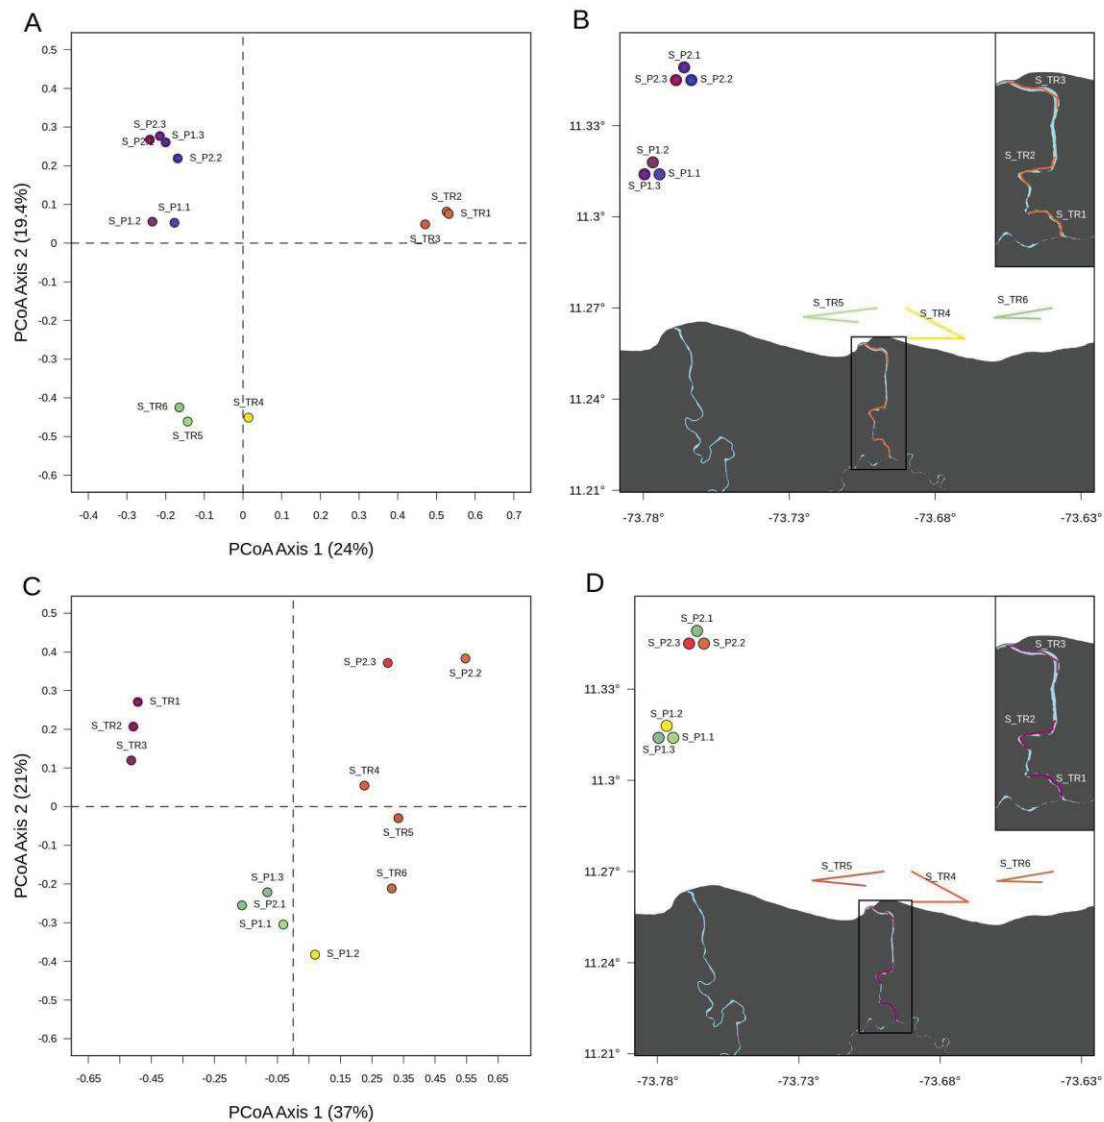 A
0.5
0.4
0.3
0.2
0.1
0
-0.1
-0.2
-0.3
-0.4
-0.5
-0.6
PCoA Axis 2 (19.4%)
S_P2.3
S_P1.3
S_P2.2
S_P1.1
S_P1.2
S_TR2
S_TR1
S_TR3
S_TR6
S_TR5
S_TR4
-0.4 -0.3 -0.2 -0.1 0 0.1 0.2 0.3 0.4 0.5 0.6 0.7
PCoA Axis 1 (24%)
B
S_P2.1
S_P2.3 S_P2.2
S_P1.2
S_P1.1
S_P1.3
S_TR5
S_TR4
S_TR6
S_TR3
S_TR2
S_TR1
11.33°
11.3°
11.27°
11.24°
11.21°
-73.78° -73.73° -73.68° -73.63°
C
0.5
0.4
0.3
0.2
0.1
0
-0.1
-0.2
-0.3
-0.4
-0.5
-0.6
PCoA Axis 2 (21%)
S_P2.3
S_P2.2
S_TR1
S_TR2
S_TR3
S_TR4
S_TR5
S_TR6
S_P1.3
S_P2.1
S_P1.1
S_P1.2
-0.65 -0.45 -0.25 -0.05 0.05 0.15 0.25 0.35 0.45 0.55 0.65
PCoA Axis 1 (37%)
D
S_P2.1
S_P2.3 S_P2.2
S_P1.2
S_P1.1
S_P1.3
S_TR5
S_TR4
S_TR6
S_TR3
S_TR2
S_TR1
11.33°
11.3°
11.27°
11.24°
11.21°
-73.78° -73.73° -73.68° -73.63°